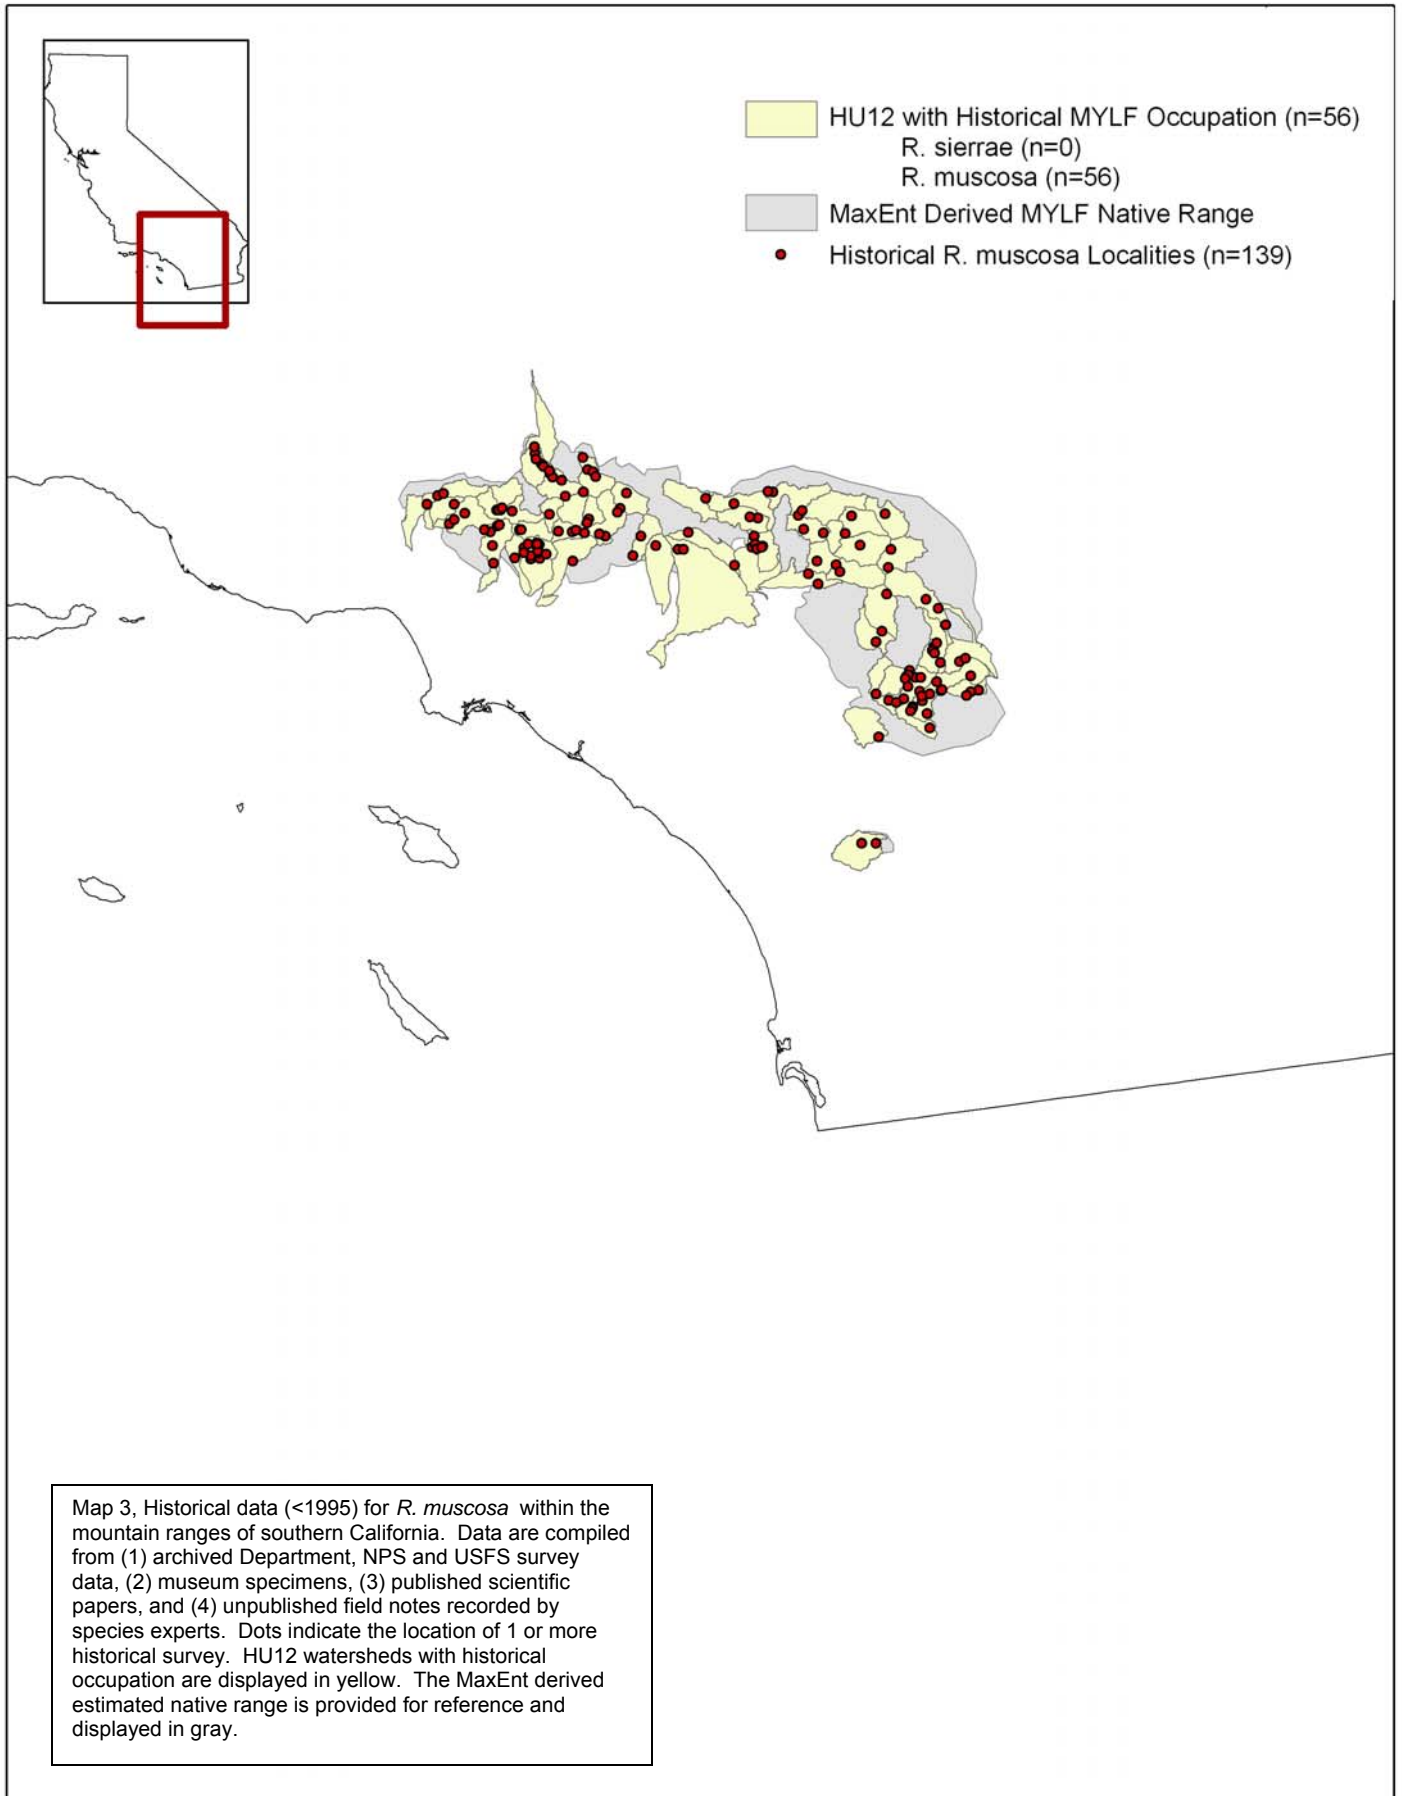 HU12 with Historical MYLF Occupation (n=56)
R. sierrae (n=0)
R. muscosa (n=56)
MaxEnt Derived MYLF Native Range
Historical R. muscosa Localities (n=139)
Map 3, Historical data (<1995) for R. muscosa within the
mountain ranges of southern California. Data are compiled
from (1) archived Department, NPS and USFS survey
data, (2) museum specimens, (3) published scientific
papers, and (4) unpublished field notes recorded by
species experts. Dots indicate the location of 1 or more
historical survey. HU12 watersheds with historical
occupation are displayed in yellow. The MaxEnt derived
estimated native range is provided for reference and
displayed in gray.